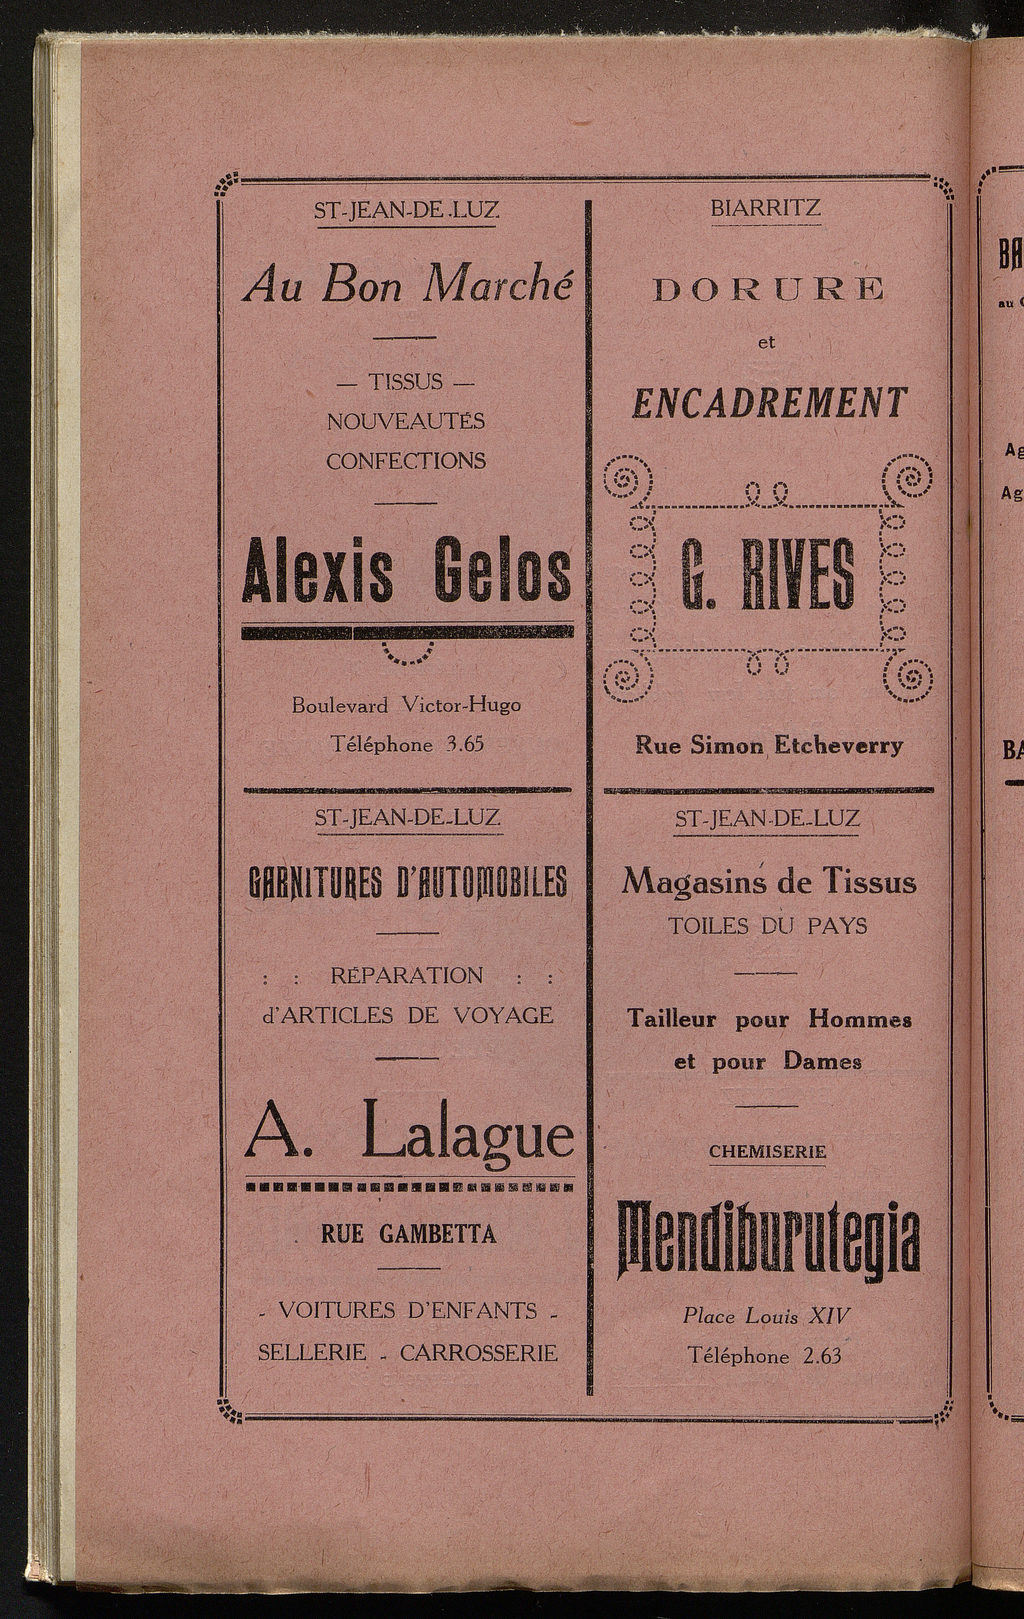 ST-JEAN-DE-LUZ
Au Bon Marché
— TISSUS —
NOUVEAUTÉS
CONFECTIONS
Alexis Gelos
Boulevard Victor-Hugo
Téléphone 3.65
ST-JEAN-DE-LUZ
GARNITURES D'AUTOMOBILES
: : RÉPARATION : :
d'ARTICLES DE VOYAGE
A. Lalague
RUE GAMBETTA
- VOITURES D'ENFANTS -
SELLERIE - CARROSSERIE
BIARRITZ
DORURE
et
ENCADREMENT
G. RIVES
Rue Simon Etcheverry
ST-JEAN-DE-LUZ
Magasins de Tissus
TOILES DU PAYS
Tailleur pour Hommes
et pour Dames
CHEMISERIE
Mendiburutegia
Place Louis XIV
Téléphone 2.63
au